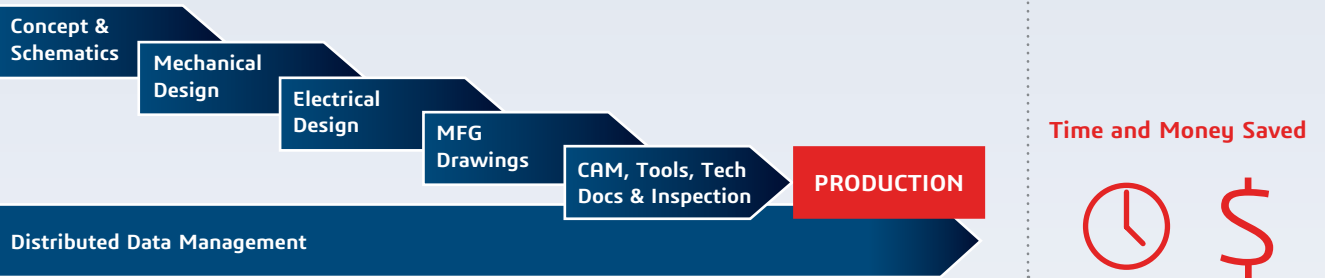 Concept &
Schematics
Mechanical
Design
Electrical
Design
MFG
Drawings
CAM, Tools, Tech
Docs & Inspection
PRODUCTION
Distributed Data Management
Time and Money Saved
$